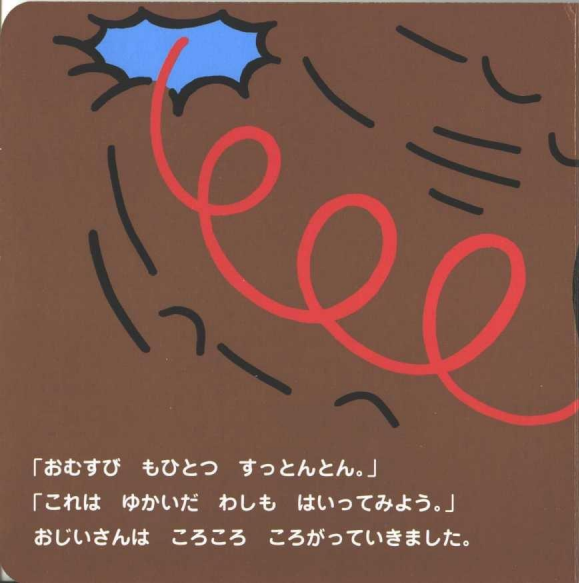 「おむすび　もひとつ　すっとんとん。」
「これは　ゆかいだ　わしも　はいってみよう。」
おじいさんは　ころころ　ころがっていきました。